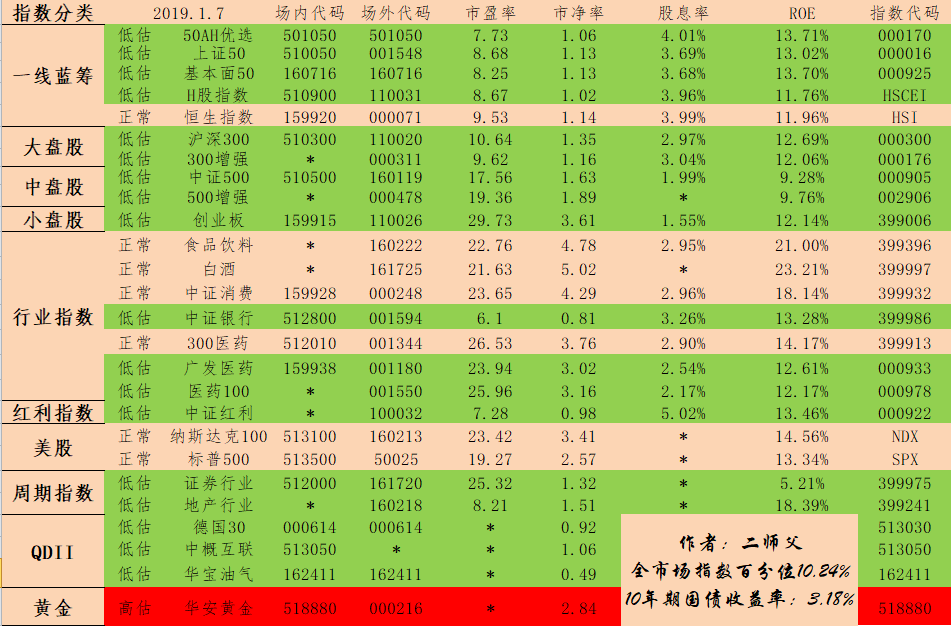 指数分类 2019.1.7 场内代码 场外代码 市盈率 市净率 股息率 ROE 指数代码
一线蓝筹
低估 50AH优选 501050 501050 7.73 1.06 4.01% 13.71% 000170
低估 上证50 510050 001548 8.68 1.13 3.69% 13.02% 000016
低估 基本面50 160716 160716 8.25 1.13 3.68% 13.70% 000925
低估 H股指数 510900 110031 8.67 1.02 3.96% 11.76% HSCEI
正常 恒生指数 159920 000071 9.53 1.14 3.99% 11.96% HSI
大盘股
低估 沪深300 510300 110020 10.64 1.35 2.97% 12.69% 000300
低估 300增强 * 000311 9.62 1.16 3.04% 12.06% 000176
中盘股
低估 中证500 510500 160119 17.56 1.63 1.99% 9.28% 000905
低估 500增强 * 000478 19.36 1.89 * 9.76% 002906
小盘股 低估 创业板 159915 110026 29.73 3.61 1.55% 12.14% 399006
行业指数
正常 食品饮料 * 160222 22.76 4.78 2.95% 21.00% 399396
正常 白酒 * 161725 21.63 5.02 * 23.21% 399997
正常 中证消费 159928 000248 23.65 4.29 2.96% 18.14% 399932
低估 中证银行 512800 001594 6.1 0.81 3.26% 13.28% 399986
正常 300医药 512010 001344 26.53 3.76 2.90% 14.17% 399913
低估 广发医药 159938 001180 23.94 3.02 2.54% 12.61% 000933
低估 医药100 * 001550 25.96 3.16 2.17% 12.17% 000978
红利指数 低估 中证红利 * 100032 7.28 0.98 5.02% 13.46% 000922
美股
正常 纳斯达克100 513100 160213 23.42 3.41 * 14.56% NDX
正常 标普500 513500 50025 19.27 2.57 * 13.34% SPX
周期指数
低估 证券行业 512000 161720 25.32 1.32 * 5.21% 399975
低估 地产行业 * 160218 8.21 1.51 * 18.39% 399241
QDII
低估 德国30 000614 000614 * 0.92 513030
低估 中概互联 513050 * * 1.06 513050
低估 华宝油气 162411 162411 * 0.49 162411
黄金 高估 华安黄金 518880 000216 * 2.84 518880
作者：二师父
全市场指数百分位10.24%
10年期国债收益率：3.18%